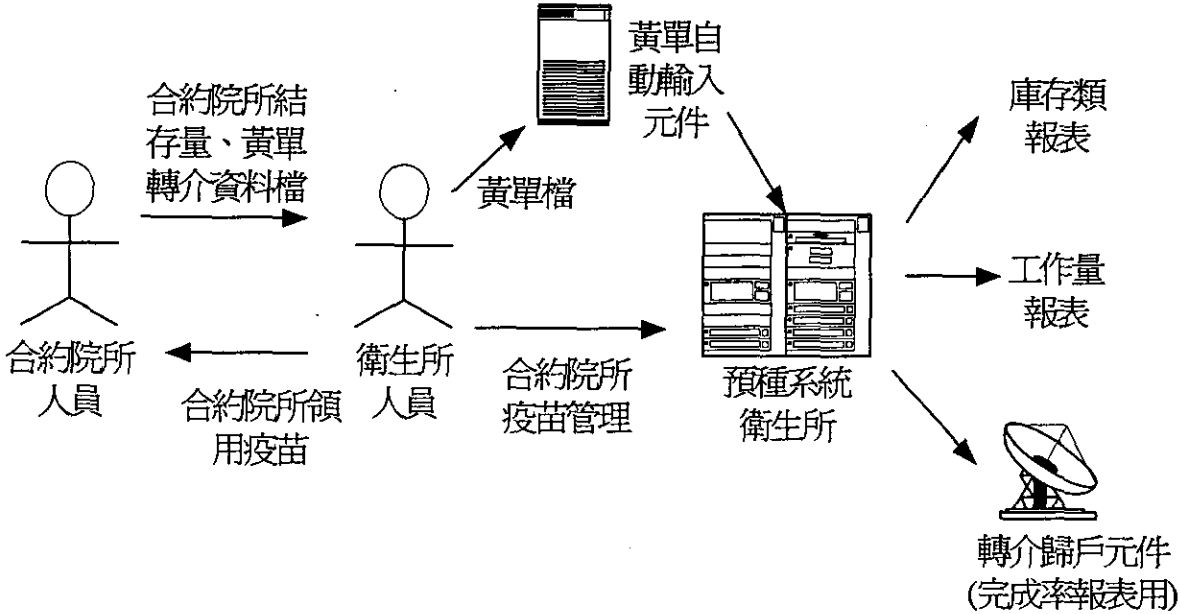 合約院所結
存量、黃單
轉介資料檔
合約院所
人員
合約院所領
用疫苗
衛生所
人員
黃單檔
黃單自
動輸入
元件
合約院所
疫苗管理
預種系統
衛生所
庫存類
報表
工作量
報表
轉介歸戶元件
(完成率報表用)